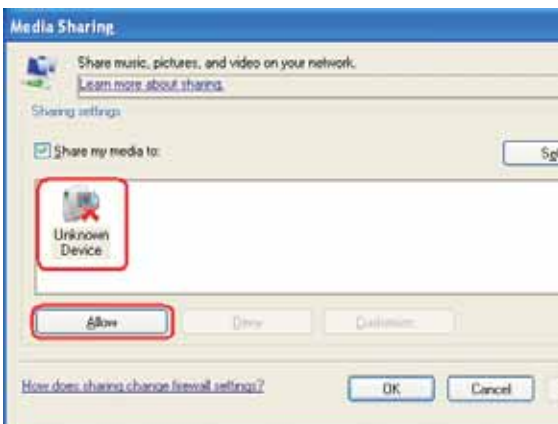 Media Sharing
Share music, pictures, and video on your network.
Learn more about sharing.
Sharing settings
Share my media to:
Unknown
Device
Allow
Deny
Customize
How does sharing change firewall settings?
OK
Cancel